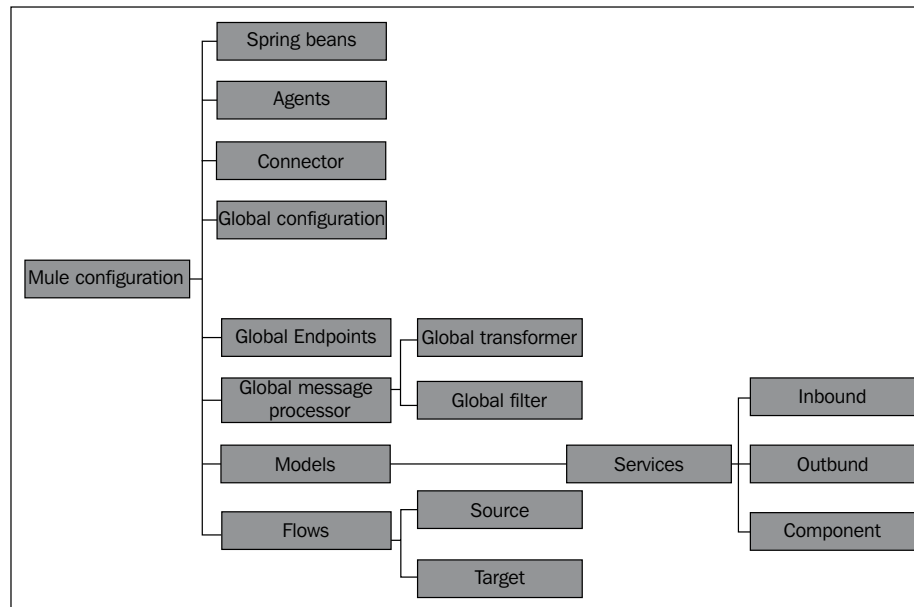 Spring beans
Agents
Connector
Global configuration
Mule configuration
Global Endpoints
Global transformer
Global message
processor
Global filter
Inbound
Models
Services
Outbund
Flows
Source
Component
Target